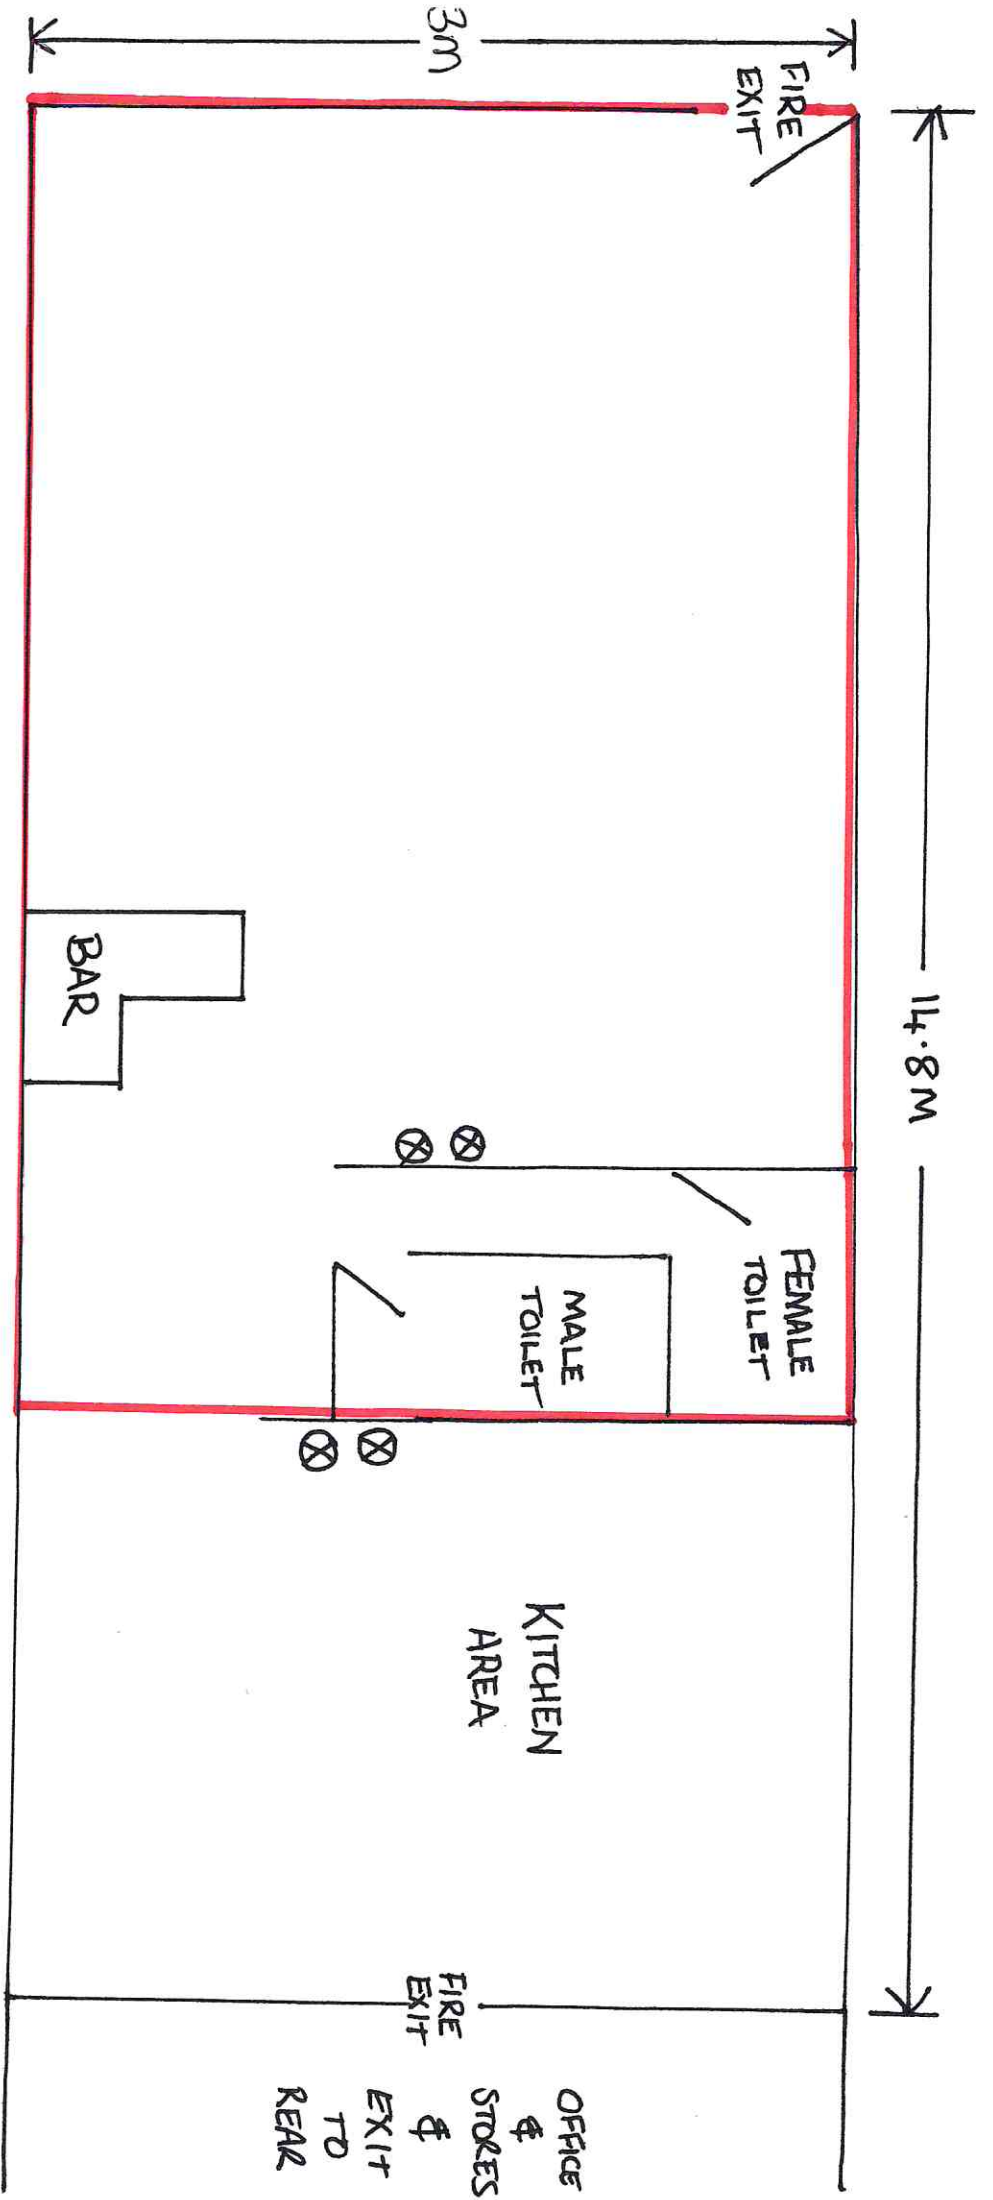 3m
FIRE
EXIT
14.8M
BAR
FEMALE
TOILET
MALE
TOILET
KITCHEN
AREA
FIRE
EXIT
OFFICE
&
STORES
&
EXIT
TO
REAR